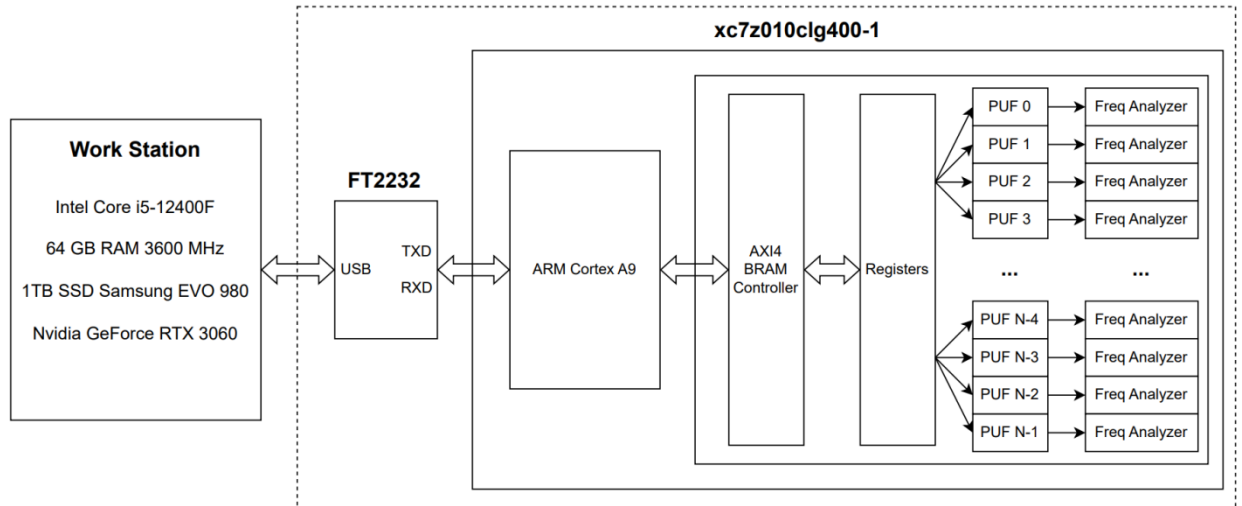 xc7z010clg400-1
Work Station
Intel Core i5-12400F
64 GB RAM 3600 MHz
1TB SSD Samsung EVO 980
Nvidia GeForce RTX 3060
FT2232
USB
TXD
RXD
ARM Cortex A9
AXI4
BRAM
Controller
Registers
PUF 0
Freq Analyzer
PUF 1
Freq Analyzer
PUF 2
Freq Analyzer
PUF 3
Freq Analyzer
...
...
PUF N-4
Freq Analyzer
PUF N-3
Freq Analyzer
PUF N-2
Freq Analyzer
PUF N-1
Freq Analyzer